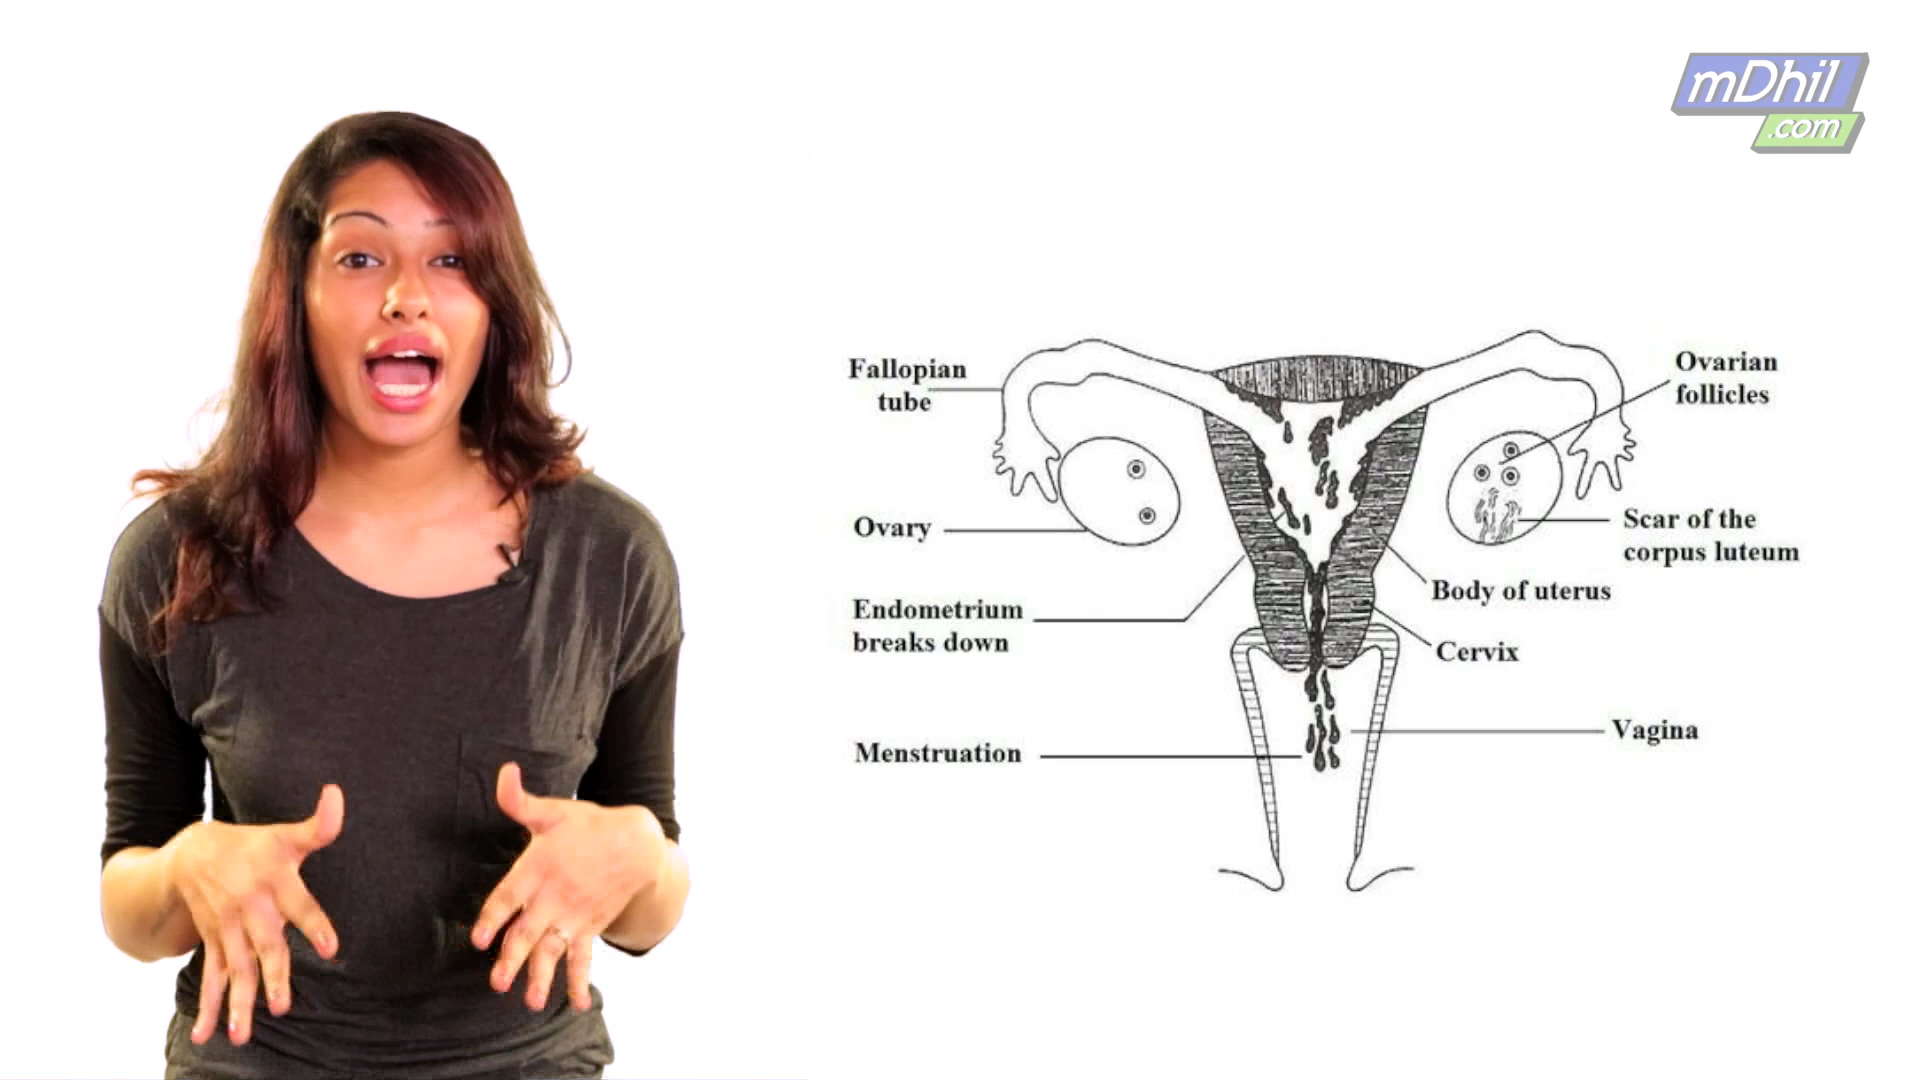 mDhil
.com
Fallopian
tube
Ovarian
follicles
Ovary
Scar of the
corpus luteum
Body of uterus
Endometrium
breaks down
Cervix
Vagina
Menstruation